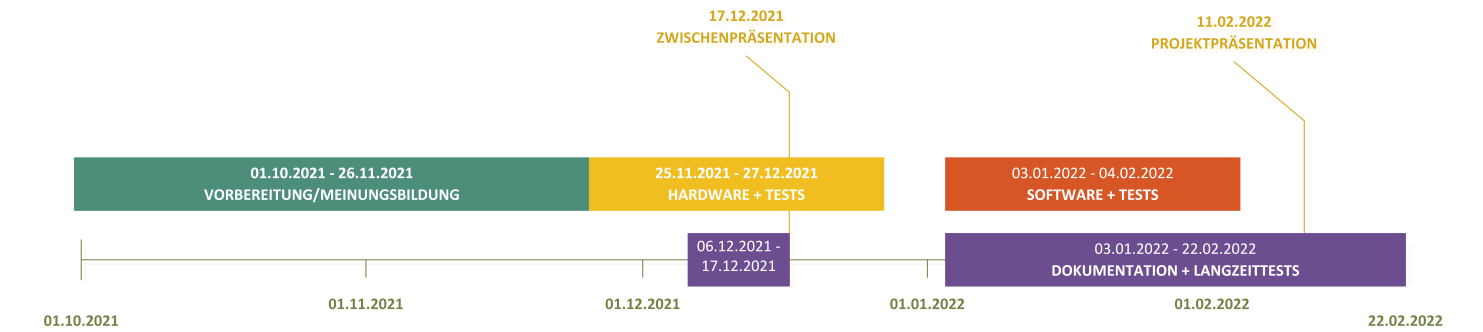 17.12.2021
ZWISCHENPRÄSENTATION
11.02.2022
PROJEKTPRÄSENTATION
01.10.2021 - 26.11.2021
VORBEREITUNG/MEINUNGSBILDUNG
25.11.2021 - 27.12.2021
HARDWARE + TESTS
03.01.2022 - 04.02.2022
SOFTWARE + TESTS
06.12.2021 -
17.12.2021
03.01.2022 - 22.02.2022
DOKUMENTATION + LANGZEITTESTS
01.10.2021
01.11.2021
01.12.2021
01.01.2022
01.02.2022
22.02.2022